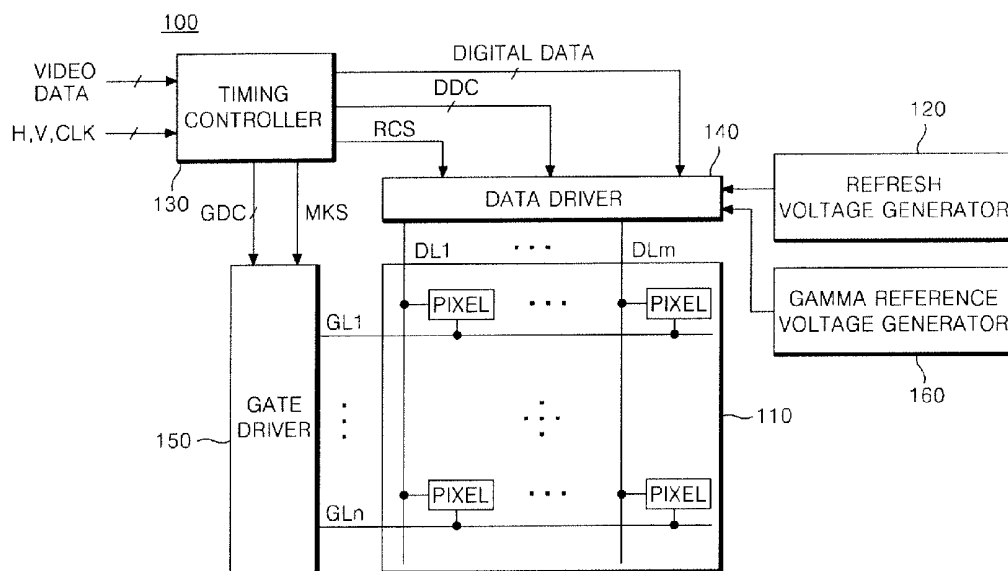 100
VIDEO DATA
TIMING CONTROLLER
H,V,CLK
DIGITAL DATA
DDC
RCS
130
GDC
MKS
140
DATA DRIVER
120
REFRESH VOLTAGE GENERATOR
GAMMA REFERENCE VOLTAGE GENERATOR
160
DL1
DLm
PIXEL
PIXEL
GL1
150
GATE DRIVER
110
PIXEL
PIXEL
GLn